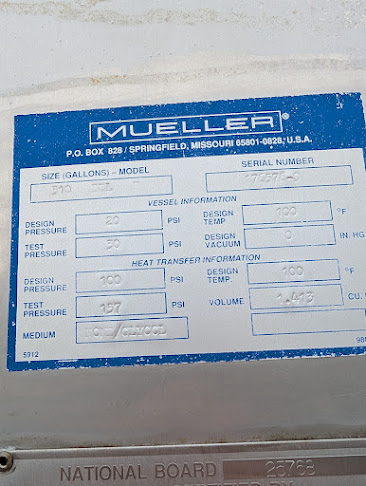 MUELLER®
P.O. BOX 828 / SPRINGFIELD, MISSOURI 65801-0828, U.S.A.
SIZE (GALLONS) – MODEL SERIAL NUMBER
VESSEL INFORMATION
DESIGN PRESSURE 20 PSI DESIGN TEMP 100 °F
TEST PRESSURE 30 PSI DESIGN VACUUM 0 IN. HG
HEAT TRANSFER INFORMATION
DESIGN PRESSURE 100 PSI DESIGN TEMP. 100 °F
TEST PRESSURE 157 PSI VOLUME 1.413 CU.
MEDIUM /GLYCOL
5912
NATIONAL BOARD